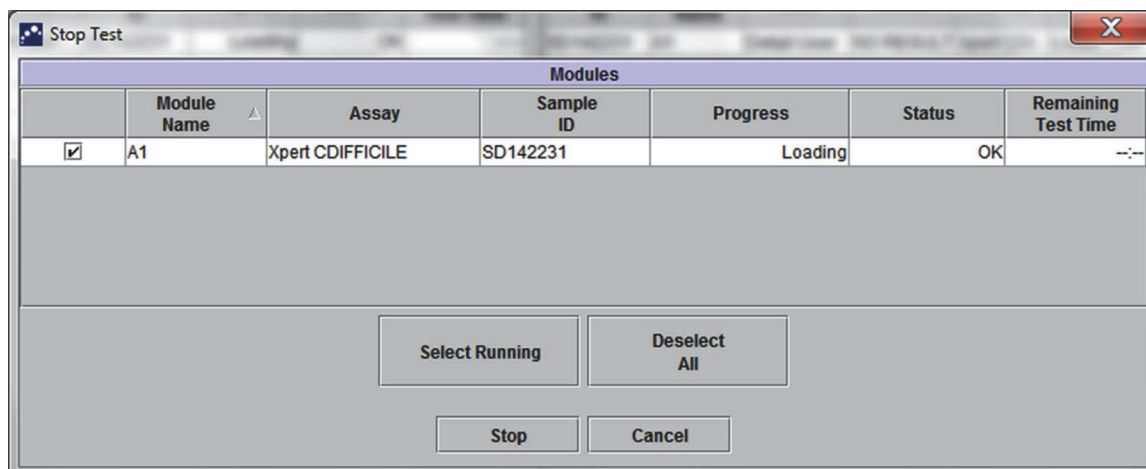 Stop Test
Modules
Module Name Assay Sample ID Progress Status Remaining Test Time
A1 Xpert CDIFFICILE SD142231 Loading OK --:--
Select Running
Deselect All
Stop Cancel